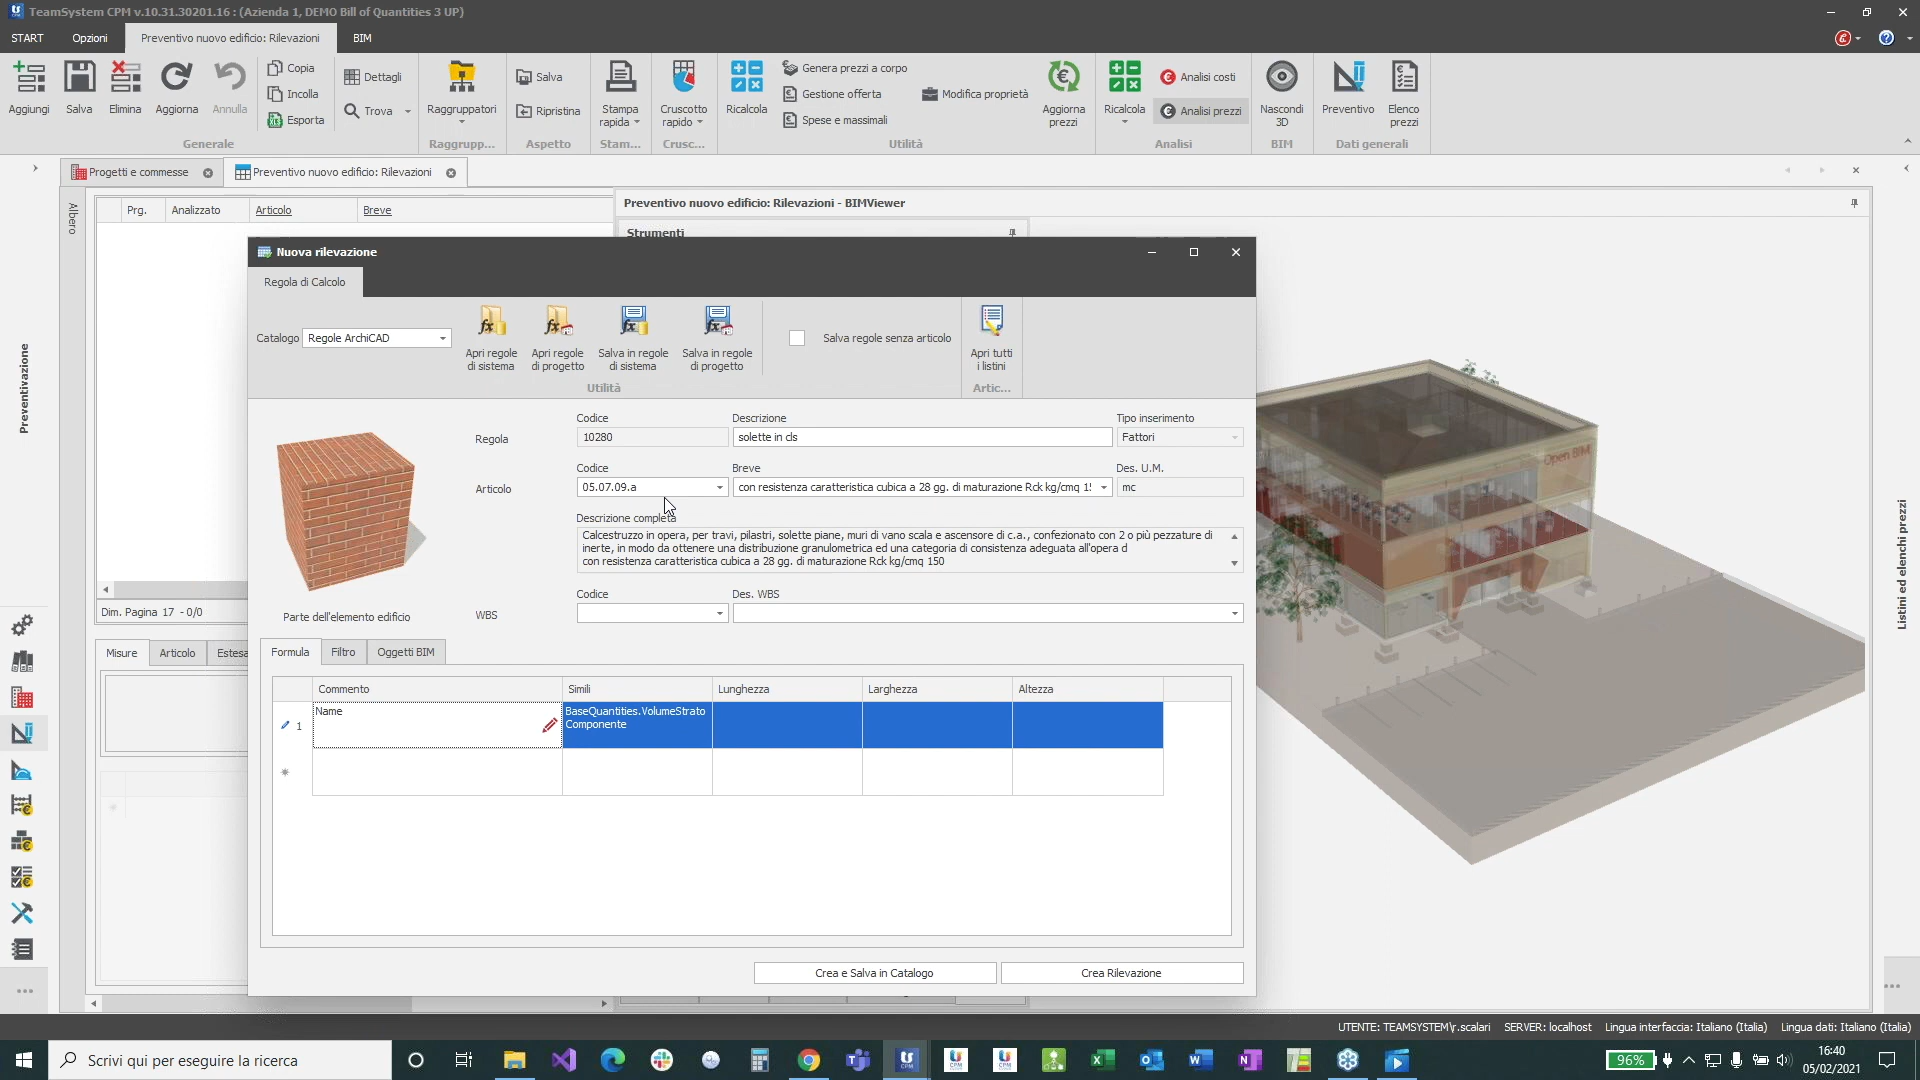 TeamSystem CPM v.10.31.30201.16 : (Azienda 1, DEMO Bill of Quantities 3 UP)
START
Opzioni
Preventivo nuovo edificio: Rilevazioni
BIM
Aggiungi
Salva
Elimina
Aggiorna
Annulla
Copia
Incolla
Esporta
Generale
Dettagli
Trova
Raggruppatori
Raggrupp...
Salva
Ripristina
Aspetto
Stampa
rapida
Stam...
Cruscotto
rapido
Crusc...
Ricalcola
Genera prezzi a corpo
Gestione offerta
Spese e massimali
Modifica proprietà
Aggiorna
prezzi
Utilità
Ricalcola
Analisi costi
Analisi prezzi
Analisi
Nascondi
3D
BIM
Preventivo
Elenco
prezzi
Dati generali
Progetti e commesse
Preventivo nuovo edificio: Rilevazioni
Albero
Preventivazione
Prg.
Analizzato
Articolo
Breve
Preventivo nuovo edificio: Rilevazioni - BIMViewer
Strumenti
Nuova rilevazione
Regola di Calcolo
Catalogo
Regole ArchiCAD
Apri regole
di sistema
Apri regole
di progetto
Salva in regole
di sistema
Salva in regole
di progetto
Utilità
Salva regole senza articolo
Apri tutti
i listini
Artic...
Codice
Descrizione
Tipo inserimento
Regola
10280
solette in cls
Fattori
Codice
Breve
Des. U.M.
Articolo
05.07.09.a
con resistenza caratteristica cubica a 28 gg. di maturazione Rck kg/cmq 1!
mc
Descrizione completa
Calcestruzzo in opera, per travi, pilastri, solette piane, muri di vano scala e ascensore di c.a., confezionato con 2 o più pezzature di
inerte, in modo da ottenere una distribuzione granulometrica ed una categoria di consistenza adeguata all'opera d
con resistenza caratteristica cubica a 28 gg. di maturazione Rck kg/cmq 150
Codice
Des. WBS
Parte dell'elemento edificio
WBS
Formula
Filtro
Oggetti BIM
Commento
Simili
Lunghezza
Larghezza
Altezza
1
Name
BaseQuantities.VolumeStrato
Componente
Crea e Salva in Catalogo
Crea Rilevazione
Dim. Pagina 17 - 0/0
Misure
Articolo
Estesa
Open BIM
Listini ed elenchi prezzi
UTENTE: TEAMSYSTEM\r.scalari
SERVER: localhost
Lingua interfaccia: Italiano (Italia)
Lingua dati: Italiano (Italia)
Scrivi qui per eseguire la ricerca
96%
16:40
05/02/2021